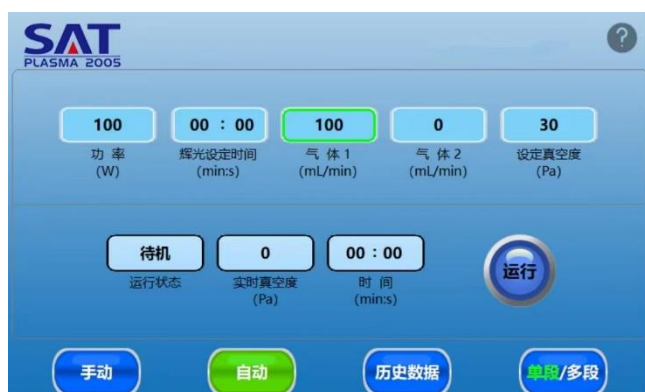 SAT
PLASMA 2005
?
100
00 : 00
100
0
30
功 率
(W)
辉光设定时间
(min:s)
气 体 1
(mL/min)
气 体 2
(mL/min)
设定真空度
(Pa)
待机
0
00 : 00
运行
运行状态
实时真空度
(Pa)
时 间
(min:s)
手动
自动
历史数据
单段/多段